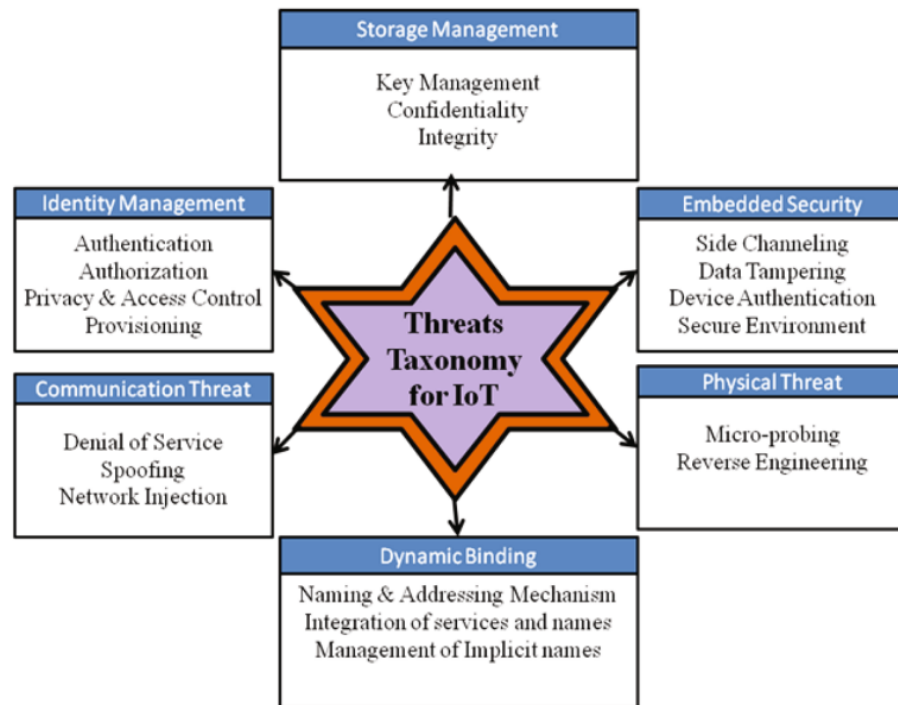 Storage Management
Key Management
Confidentiality
Integrity
Identity Management
Authentication
Authorization
Privacy & Access Control
Provisioning
Embedded Security
Side Channeling
Data Tampering
Device Authentication
Secure Environment
Threats
Taxonomy
for IoT
Communication Threat
Denial of Service
Spoofing
Network Injection
Physical Threat
Micro-probing
Reverse Engineering
Dynamic Binding
Naming & Addressing Mechanism
Integration of services and names
Management of Implicit names